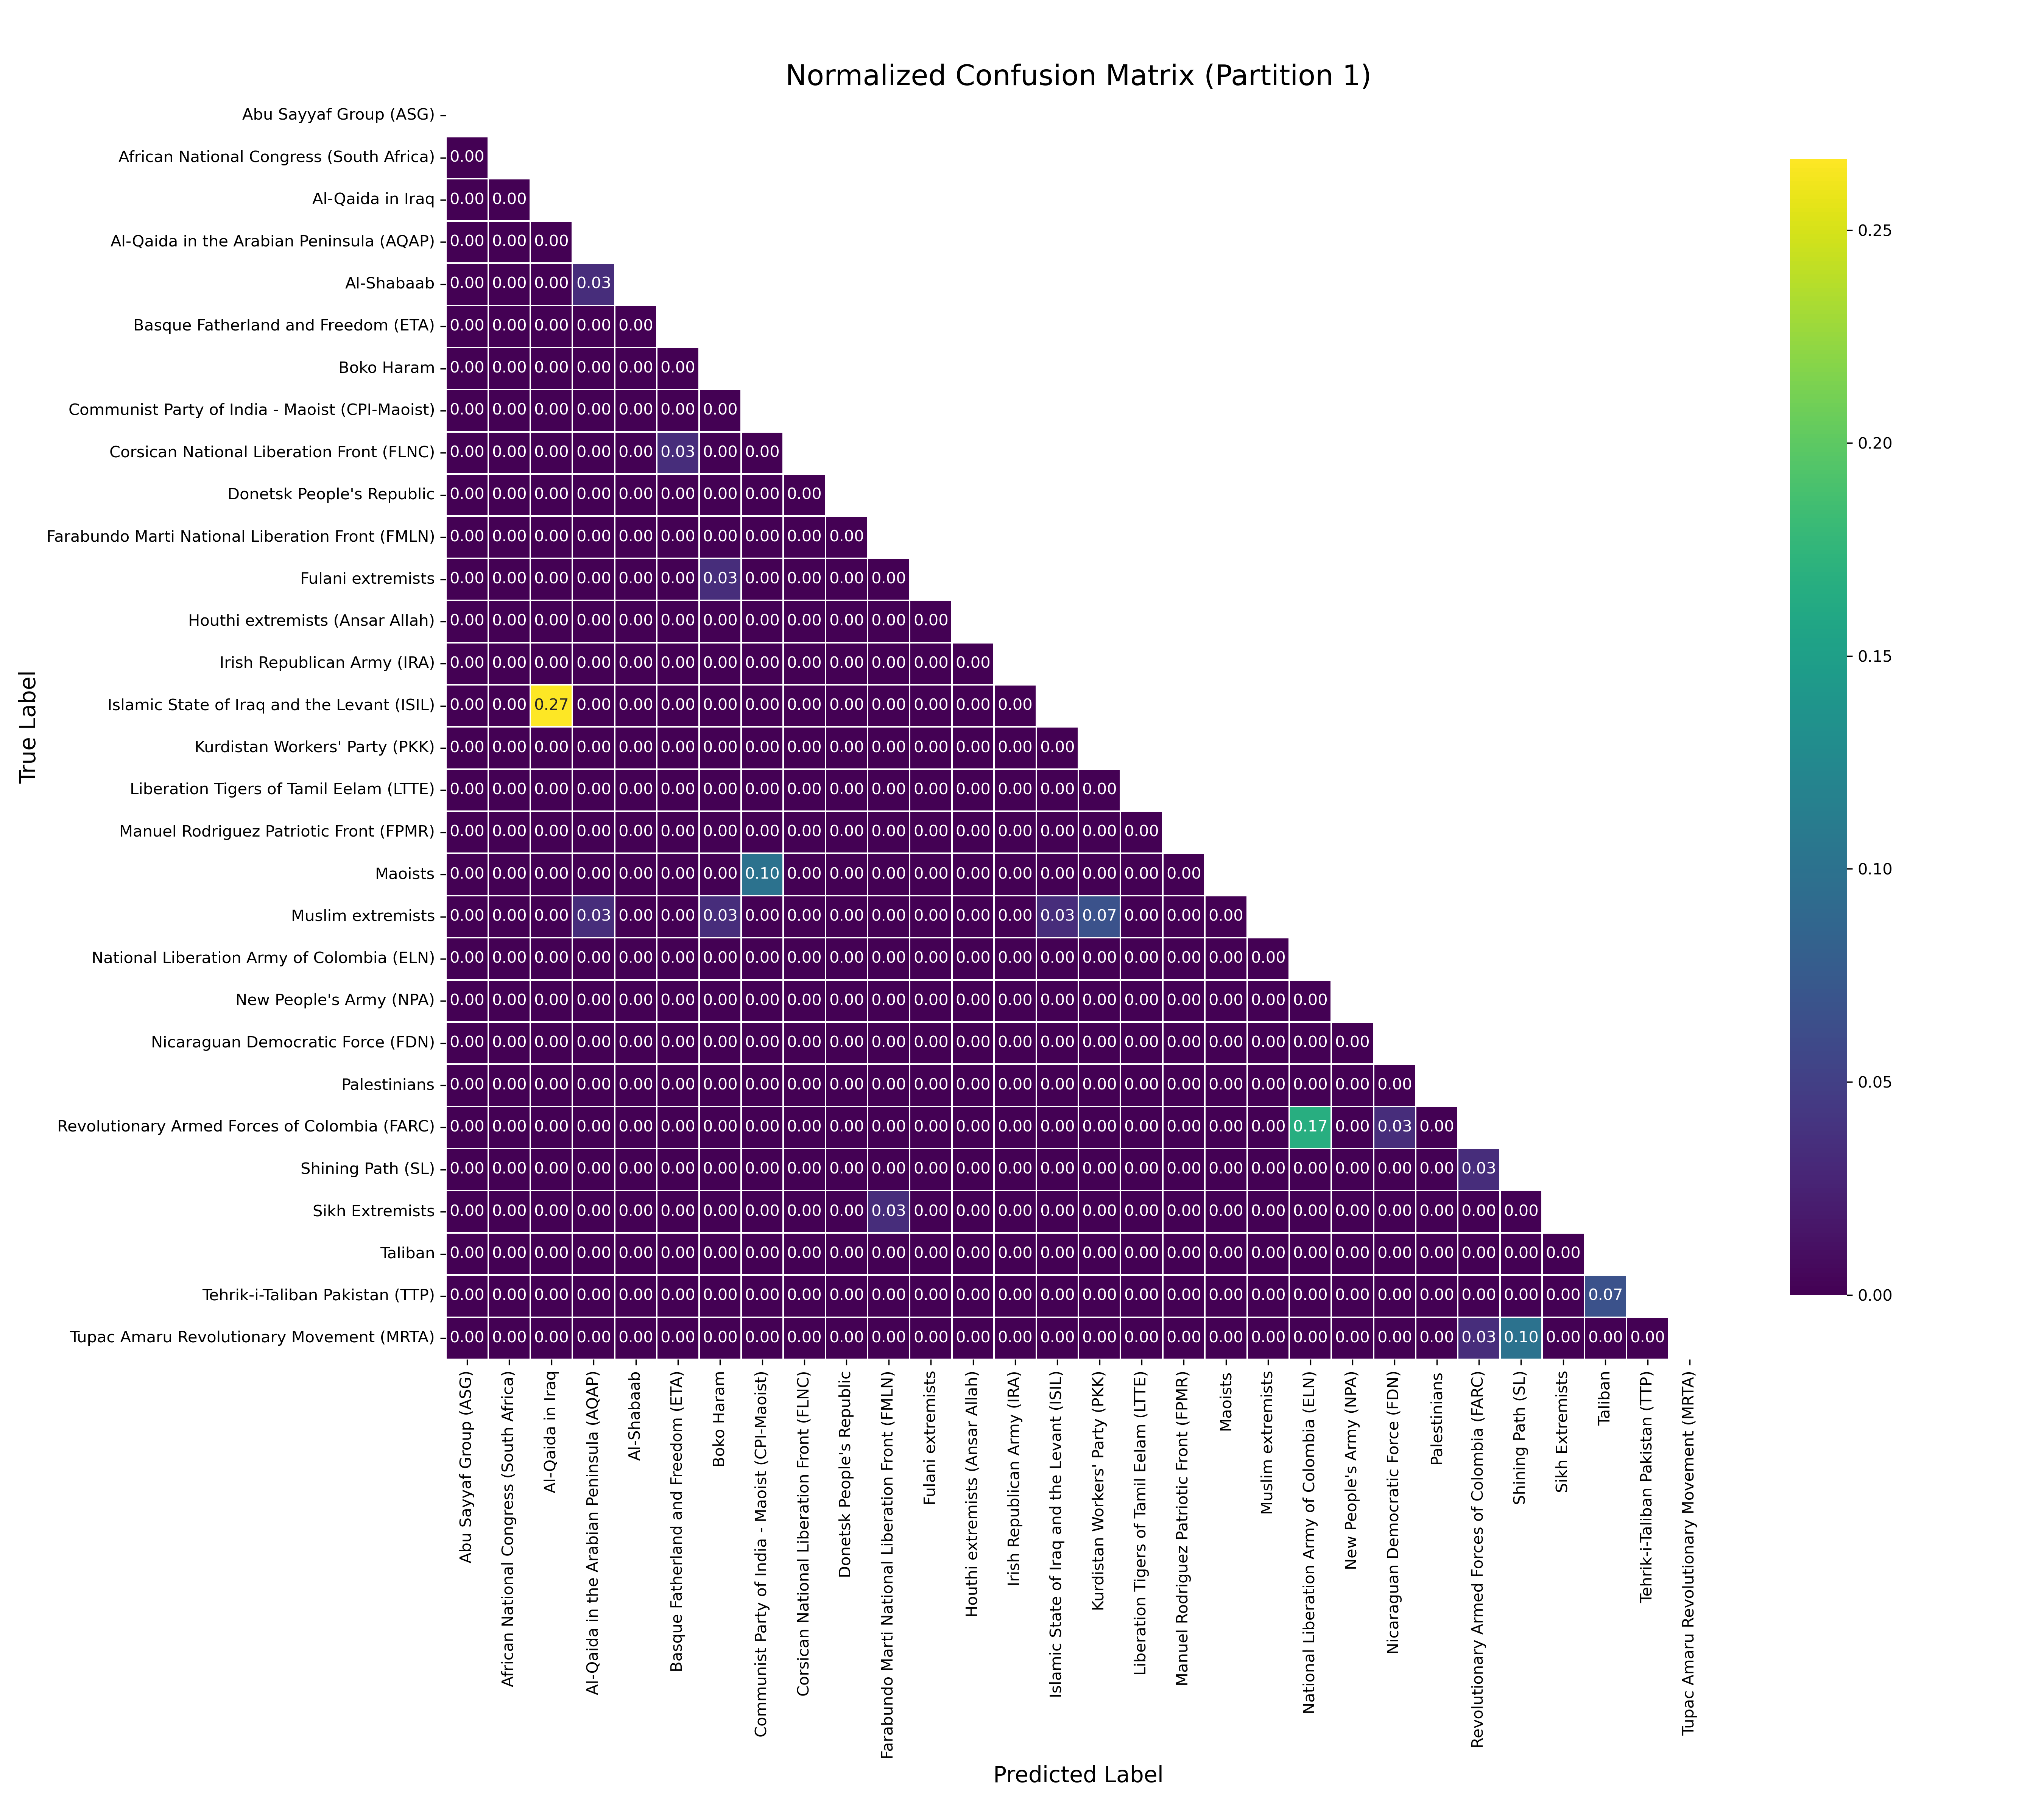 Normalized Confusion Matrix (Partition 1)
Abu Sayyaf Group (ASG)
African National Congress (South Africa) 0.00
Al-Qaida in Iraq 0.00 0.00
Al-Qaida in the Arabian Peninsula (AQAP) 0.00 0.00 0.00
Al-Shabaab 0.00 0.00 0.00 0.03
Basque Fatherland and Freedom (ETA) 0.00 0.00 0.00 0.00 0.00
Boko Haram 0.00 0.00 0.00 0.00 0.00 0.00
Communist Party of India - Maoist (CPI-Maoist) 0.00 0.00 0.00 0.00 0.00 0.00 0.00
Corsican National Liberation Front (FLNC) 0.00 0.00 0.00 0.00 0.00 0.03 0.00 0.00
Donetsk People's Republic 0.00 0.00 0.00 0.00 0.00 0.00 0.00 0.00 0.00
Farabundo Marti National Liberation Front (FMLN) 0.00 0.00 0.00 0.00 0.00 0.00 0.00 0.00 0.00 0.00
Fulani extremists 0.00 0.00 0.00 0.00 0.00 0.00 0.03 0.00 0.00 0.00 0.00
Houthi extremists (Ansar Allah) 0.00 0.00 0.00 0.00 0.00 0.00 0.00 0.00 0.00 0.00 0.00 0.00
Irish Republican Army (IRA) 0.00 0.00 0.00 0.00 0.00 0.00 0.00 0.00 0.00 0.00 0.00 0.00 0.00
Islamic State of Iraq and the Levant (ISIL) 0.00 0.00 0.27 0.00 0.00 0.00 0.00 0.00 0.00 0.00 0.00 0.00 0.00 0.00
Kurdistan Workers' Party (PKK) 0.00 0.00 0.00 0.00 0.00 0.00 0.00 0.00 0.00 0.00 0.00 0.00 0.00 0.00 0.00
Liberation Tigers of Tamil Eelam (LTTE) 0.00 0.00 0.00 0.00 0.00 0.00 0.00 0.00 0.00 0.00 0.00 0.00 0.00 0.00 0.00 0.00
Manuel Rodriguez Patriotic Front (FPMR) 0.00 0.00 0.00 0.00 0.00 0.00 0.00 0.00 0.00 0.00 0.00 0.00 0.00 0.00 0.00 0.00 0.00
Maoists 0.00 0.00 0.00 0.00 0.00 0.00 0.00 0.10 0.00 0.00 0.00 0.00 0.00 0.00 0.00 0.00 0.00 0.00
Muslim extremists 0.00 0.00 0.00 0.03 0.00 0.00 0.03 0.00 0.00 0.00 0.00 0.00 0.00 0.00 0.03 0.07 0.00 0.00 0.00
National Liberation Army of Colombia (ELN) 0.00 0.00 0.00 0.00 0.00 0.00 0.00 0.00 0.00 0.00 0.00 0.00 0.00 0.00 0.00 0.00 0.00 0.00 0.00 0.00
New People's Army (NPA) 0.00 0.00 0.00 0.00 0.00 0.00 0.00 0.00 0.00 0.00 0.00 0.00 0.00 0.00 0.00 0.00 0.00 0.00 0.00 0.00 0.00
Nicaraguan Democratic Force (FDN) 0.00 0.00 0.00 0.00 0.00 0.00 0.00 0.00 0.00 0.00 0.00 0.00 0.00 0.00 0.00 0.00 0.00 0.00 0.00 0.00 0.00 0.00
Palestinians 0.00 0.00 0.00 0.00 0.00 0.00 0.00 0.00 0.00 0.00 0.00 0.00 0.00 0.00 0.00 0.00 0.00 0.00 0.00 0.00 0.00 0.00 0.00
Revolutionary Armed Forces of Colombia (FARC) 0.00 0.00 0.00 0.00 0.00 0.00 0.00 0.00 0.00 0.00 0.00 0.00 0.00 0.00 0.00 0.00 0.00 0.00 0.00 0.00 0.17 0.00 0.03 0.00
Shining Path (SL) 0.00 0.00 0.00 0.00 0.00 0.00 0.00 0.00 0.00 0.00 0.00 0.00 0.00 0.00 0.00 0.00 0.00 0.00 0.00 0.00 0.00 0.00 0.00 0.00 0.03
Sikh Extremists 0.00 0.00 0.00 0.00 0.00 0.00 0.00 0.00 0.00 0.00 0.03 0.00 0.00 0.00 0.00 0.00 0.00 0.00 0.00 0.00 0.00 0.00 0.00 0.00 0.00 0.00
Taliban 0.00 0.00 0.00 0.00 0.00 0.00 0.00 0.00 0.00 0.00 0.00 0.00 0.00 0.00 0.00 0.00 0.00 0.00 0.00 0.00 0.00 0.00 0.00 0.00 0.00 0.00 0.00
Tehrik-i-Taliban Pakistan (TTP) 0.00 0.00 0.00 0.00 0.00 0.00 0.00 0.00 0.00 0.00 0.00 0.00 0.00 0.00 0.00 0.00 0.00 0.00 0.00 0.00 0.00 0.00 0.00 0.00 0.00 0.00 0.00 0.07
Tupac Amaru Revolutionary Movement (MRTA) 0.00 0.00 0.00 0.00 0.00 0.00 0.00 0.00 0.00 0.00 0.00 0.00 0.00 0.00 0.00 0.00 0.00 0.00 0.00 0.00 0.00 0.00 0.00 0.00 0.03 0.10 0.00 0.00 0.00
True Label
Abu Sayyaf Group (ASG)
African National Congress (South Africa)
Al-Qaida in Iraq
Al-Qaida in the Arabian Peninsula (AQAP)
Al-Shabaab
Basque Fatherland and Freedom (ETA)
Boko Haram
Communist Party of India - Maoist (CPI-Maoist)
Corsican National Liberation Front (FLNC)
Donetsk People's Republic
Farabundo Marti National Liberation Front (FMLN)
Fulani extremists
Houthi extremists (Ansar Allah)
Irish Republican Army (IRA)
Islamic State of Iraq and the Levant (ISIL)
Kurdistan Workers' Party (PKK)
Liberation Tigers of Tamil Eelam (LTTE)
Manuel Rodriguez Patriotic Front (FPMR)
Maoists
Muslim extremists
National Liberation Army of Colombia (ELN)
New People's Army (NPA)
Nicaraguan Democratic Force (FDN)
Palestinians
Revolutionary Armed Forces of Colombia (FARC)
Shining Path (SL)
Sikh Extremists
Taliban
Tehrik-i-Taliban Pakistan (TTP)
Tupac Amaru Revolutionary Movement (MRTA)
Predicted Label
0.25
0.20
0.15
0.10
0.05
0.00